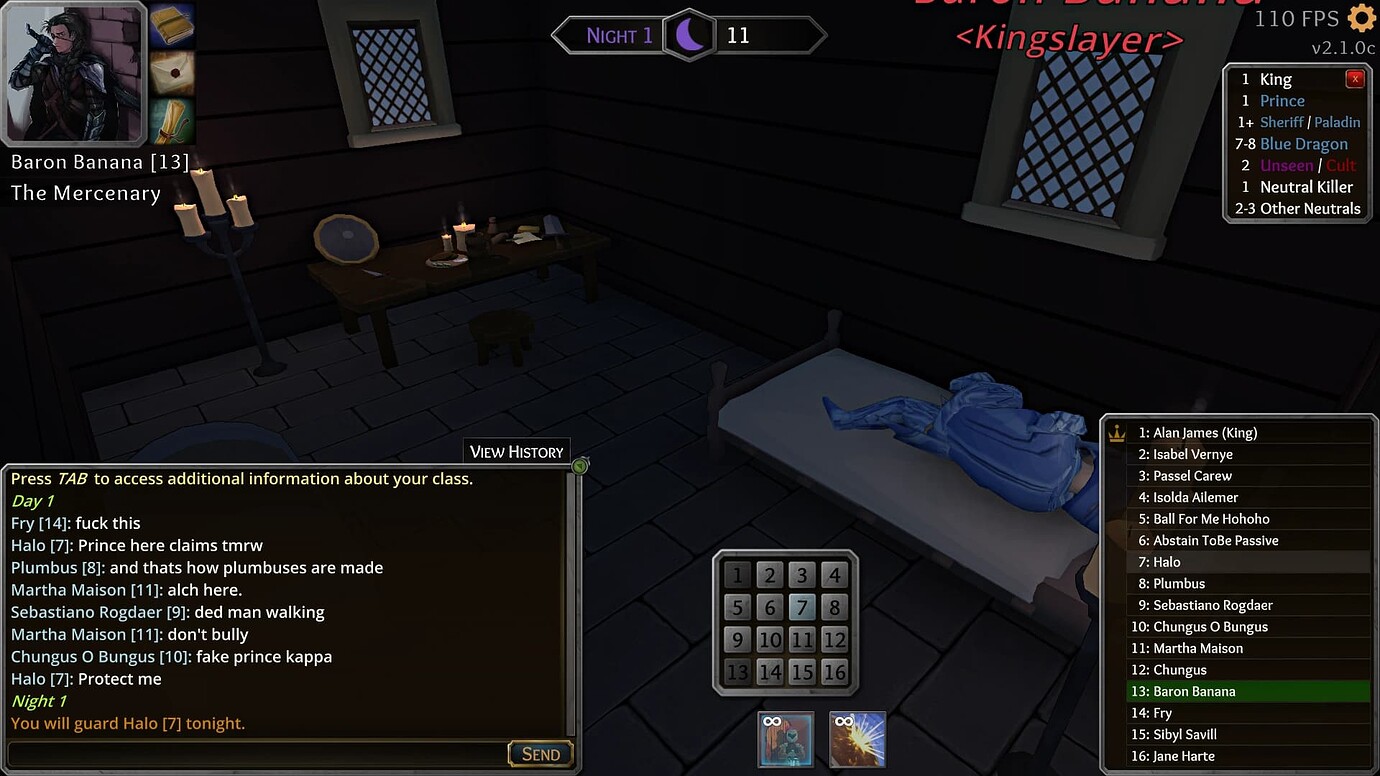 Baron Banana
<Kingslayer>
110 FPS
v2.1.0c
NIGHT 1
11
Baron Banana [13]
The Mercenary
1 King
x
1 Prince
1+ Sheriff / Paladin
7-8 Blue Dragon
2 Unseen / Cult
1 Neutral Killer
2-3 Other Neutrals
VIEW HISTORY
Press TAB to access additional information about your class.
Day 1
Fry [14]: fuck this
Halo [7]: Prince here claims tmrw
Plumbus [8]: and thats how plumbuses are made
Martha Maison [11]: alch here.
Sebastiano Rogdaer [9]: ded man walking
Martha Maison [11]: don't bully
Chungus O Bungus [10]: fake prince kappa
Halo [7]: Protect me
Night 1
You will guard Halo [7] tonight.
SEND
1 2 3 4
5 6 7 8
9 10 11 12
13 14 15 16
∞ ∞
1: Alan James (King)
2: Isabel Vernye
3: Passel Carew
4: Isolda Ailemer
5: Ball For Me Hohoho
6: Abstain ToBe Passive
7: Halo
8: Plumbus
9: Sebastiano Rogdaer
10: Chungus O Bungus
11: Martha Maison
12: Chungus
13: Baron Banana
14: Fry
15: Sibyl Savill
16: Jane Harte